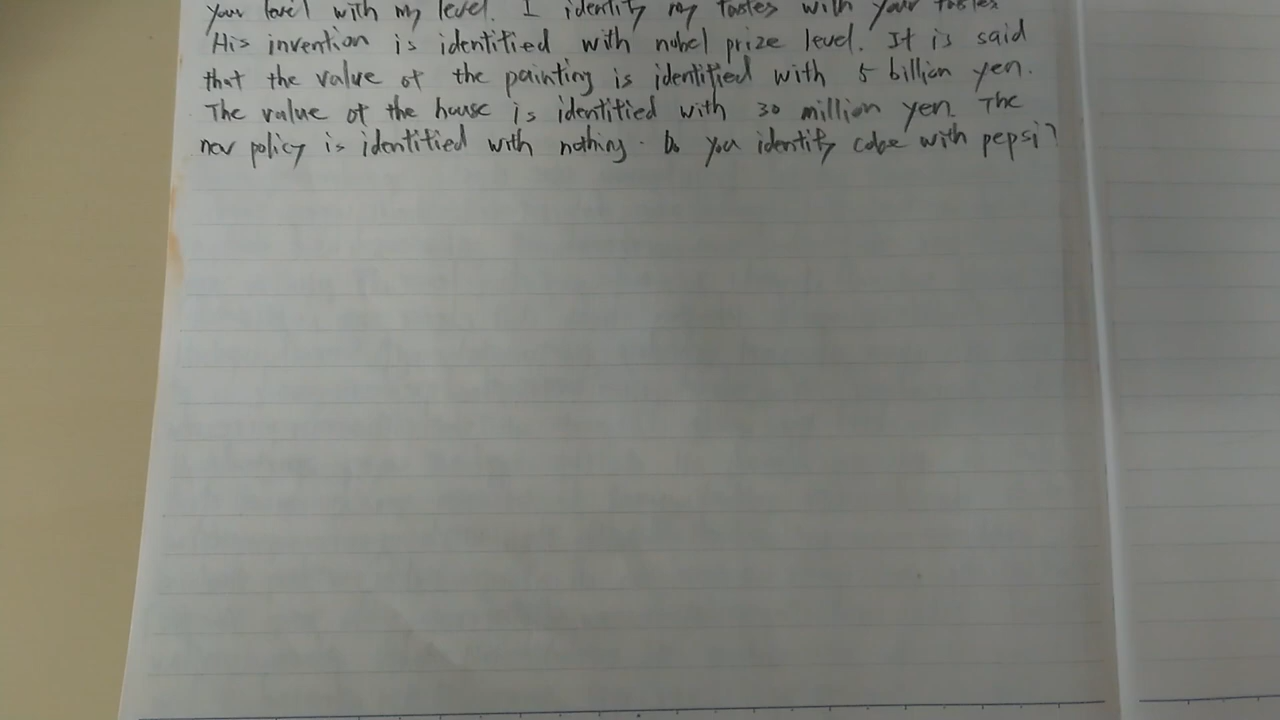 your level with my level. I identify my tastes with your tastes
His invention is identified with nobel prize level. It is said
that the value of the painting is identified with 5 billion yen.
The value of the house is identified with 30 million yen. The
new policy is identified with nothing. Do you identify coke with pepsi?